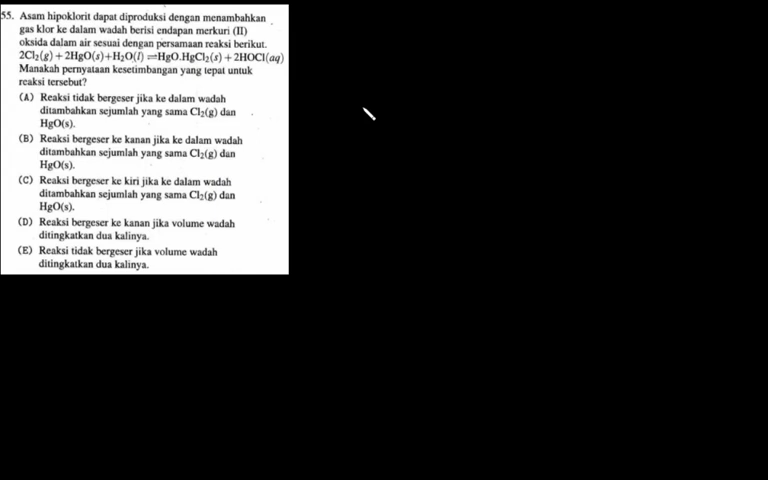 55. Asam hipoklorit dapat diproduksi dengan menambahkan
gas klor ke dalam wadah berisi endapan merkuri (II)
oksida dalam air sesuai dengan persamaan reaksi berikut.
2Cl₂(g) + 2HgO(s)+H₂O(l) ⇌HgO.HgCl₂(s) + 2HOCl(aq)
Manakah pernyataan kesetimbangan yang tepat untuk
reaksi tersebut?
(A) Reaksi tidak bergeser jika ke dalam wadah
ditambahkan sejumlah yang sama Cl₂(g) dan
HgO(s).
(B) Reaksi bergeser ke kanan jika ke dalam wadah
ditambahkan sejumlah yang sama Cl₂(g) dan
HgO(s).
(C) Reaksi bergeser ke kiri jika ke dalam wadah
ditambahkan sejumlah yang sama Cl₂(g) dan
HgO(s).
(D) Reaksi bergeser ke kanan jika volume wadah
ditingkatkan dua kalinya.
(E) Reaksi tidak bergeser jika volume wadah
ditingkatkan dua kalinya.